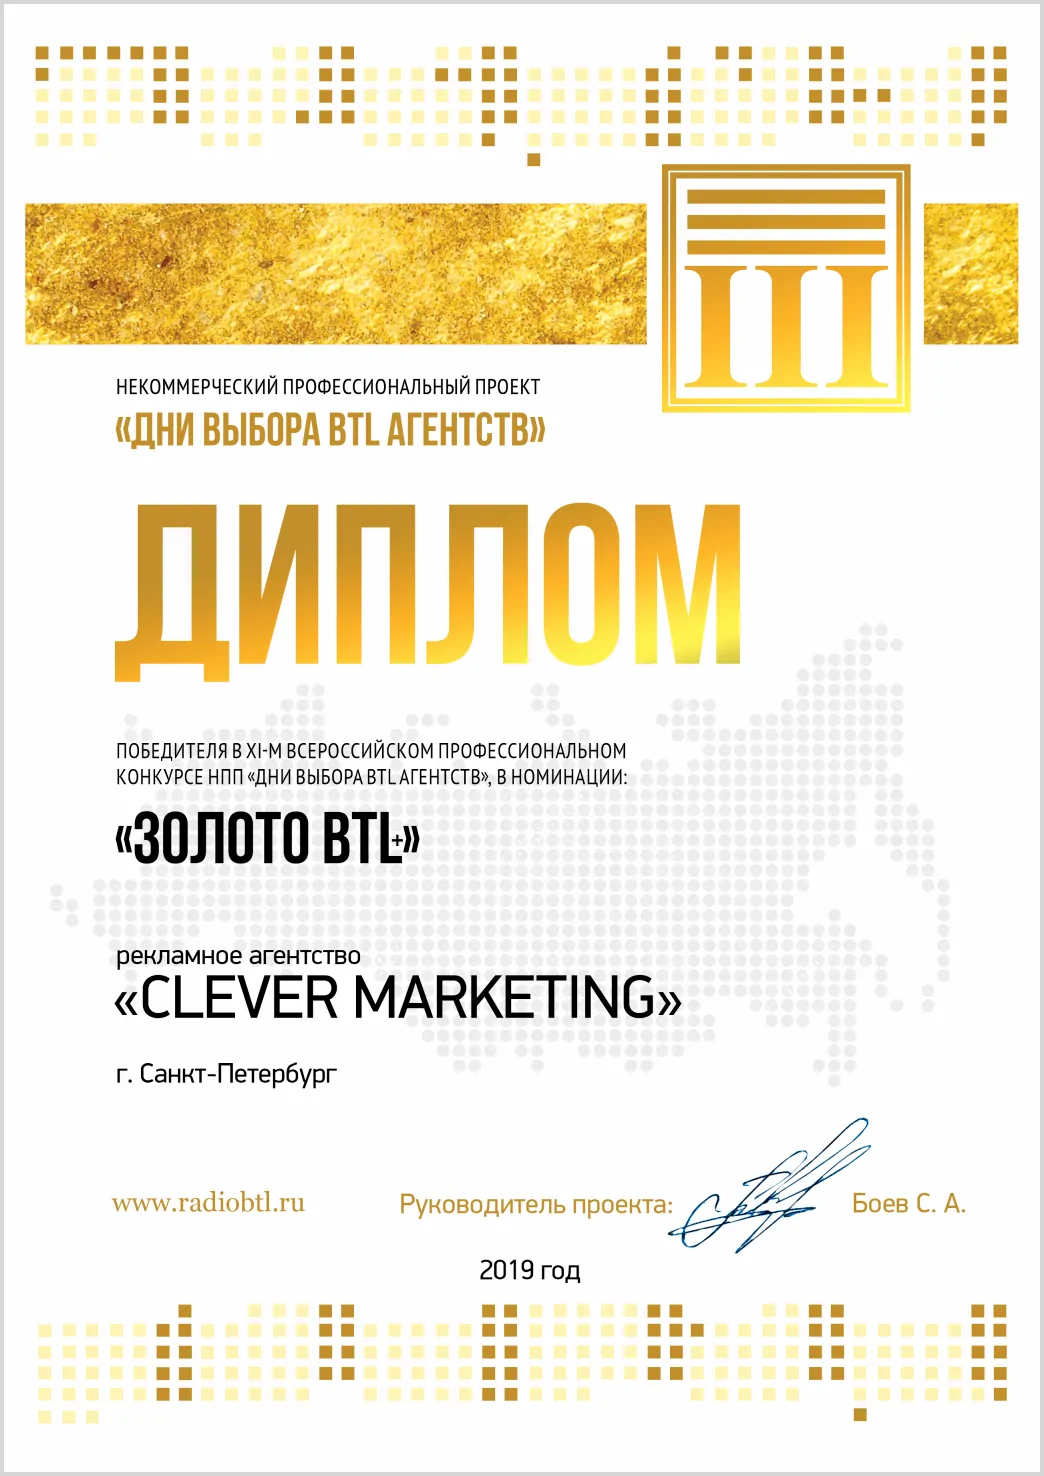 III
НЕКОММЕРЧЕСКИЙ ПРОФЕССИОНАЛЬНЫЙ ПРОЕКТ
«ДНИ ВЫБОРА BTL АГЕНТСТВ»
ДИПЛОМ
ПОБЕДИТЕЛЯ В XI-М ВСЕРОССИЙСКОМ ПРОФЕССИОНАЛЬНОМ
КОНКУРСЕ НПП «ДНИ ВЫБОРА BTL АГЕНТСТВ», В НОМИНАЦИИ:
«ЗОЛОТО BTL+»
рекламное агентство
«CLEVER MARKETING»
г. Санкт-Петербург
www.radiobtl.ru Руководитель проекта: Боев С. А.
2019 год